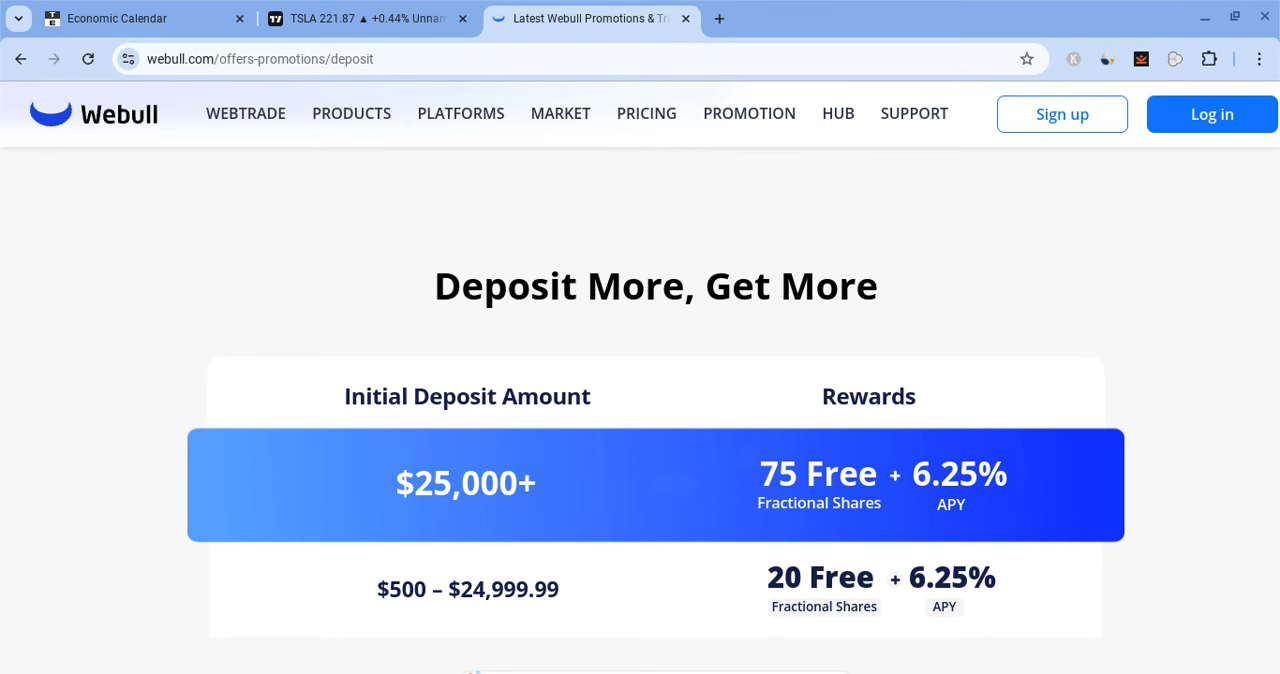 Economic Calendar
TSLA 221.87 ▲ +0.44% Unnam
Latest Webull Promotions & Tra
webull.com/offers-promotions/deposit
Webull
WEBTRADE PRODUCTS PLATFORMS MARKET PRICING PROMOTION HUB SUPPORT Sign up Log in
Deposit More, Get More
Initial Deposit Amount Rewards
$25,000+ 75 Free + 6.25%
Fractional Shares APY
$500 – $24,999.99 20 Free + 6.25%
Fractional Shares APY